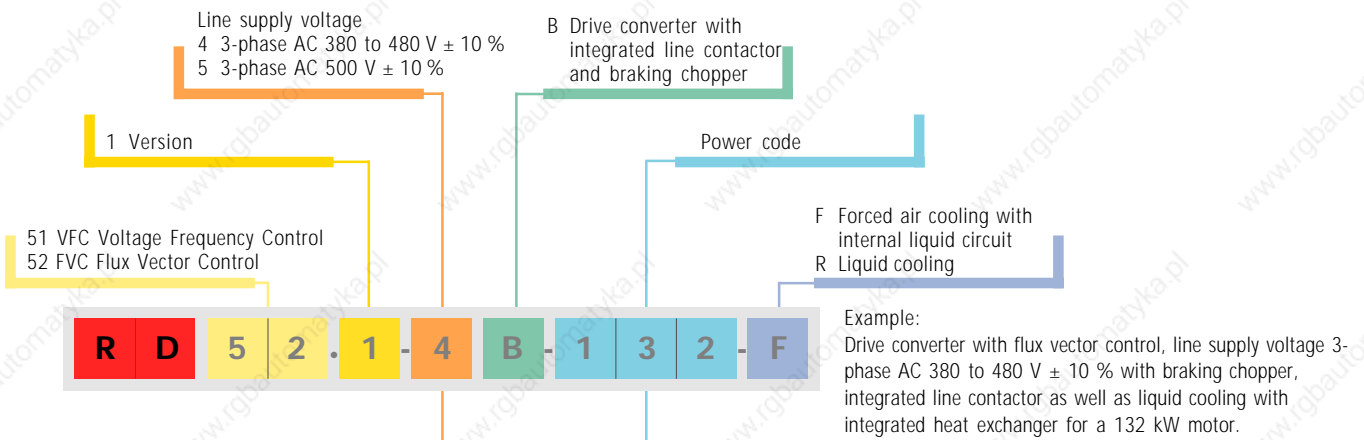 Line supply voltage
4 3-phase AC 380 to 480 V ± 10 %
5 3-phase AC 500 V ± 10 %
B Drive converter with
integrated line contactor
and braking chopper
1 Version
Power code
51 VFC Voltage Frequency Control
52 FVC Flux Vector Control
F Forced air cooling with
internal liquid circuit
R Liquid cooling
R D 5 2 . 1 - 4 B - 1 3 2 - F
Example:
Drive converter with flux vector control, line supply voltage 3-
phase AC 380 to 480 V ± 10 % with braking chopper,
integrated line contactor as well as liquid cooling with
integrated heat exchanger for a 132 kW motor.
www.rgbautomatyka.pl